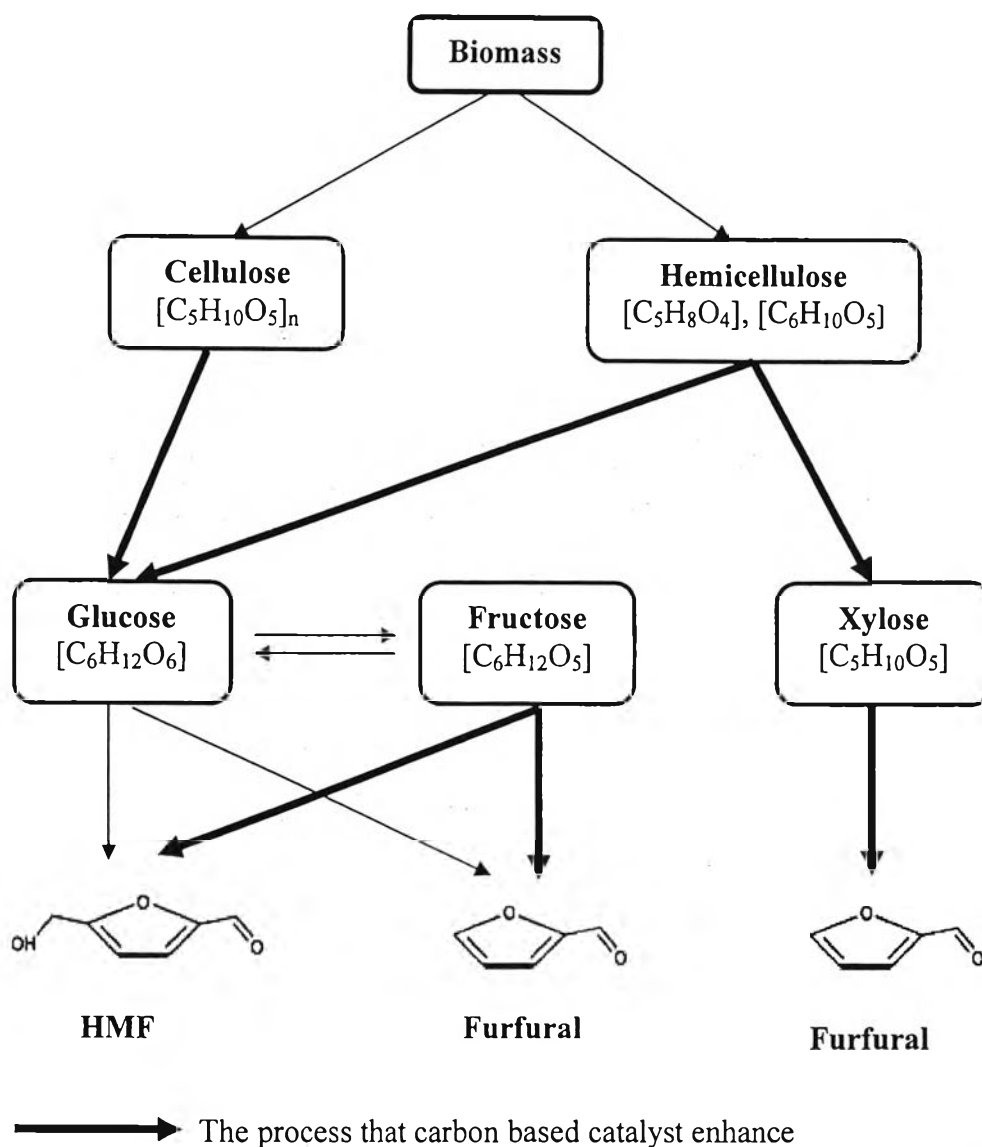 Biomass
Cellulose
[C₅H₁₀O₅]ₙ
Hemicellulose
[C₅H₈O₄], [C₆H₁₀O₅]
Glucose
[C₆H₁₂O₆]
Fructose
[C₆H₁₂O₅]
Xylose
[C₅H₁₀O₅]
O
OH
O
O
O
O
O
HMF
Furfural
Furfural
The process that carbon based catalyst enhance